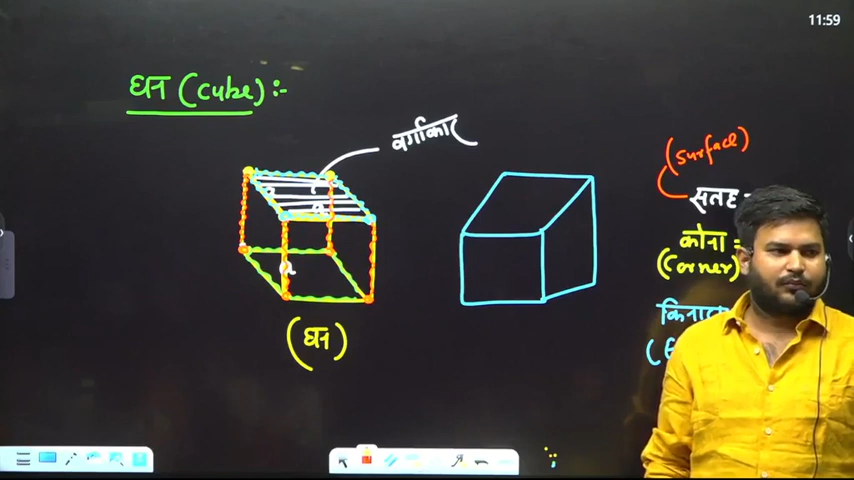 11:59
घन (Cube) :-
वर्गाकार
(Surface)
सतह =
कोना =
(Corner)
a
a
(घन)